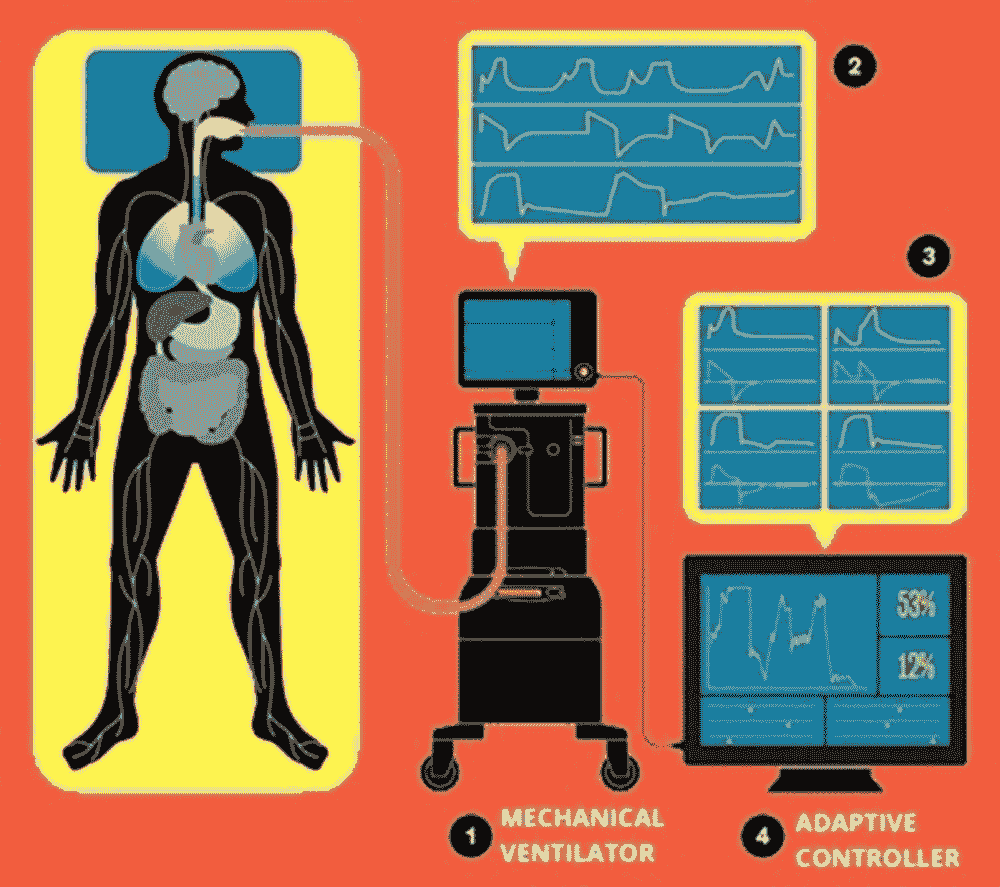 2
3
53%
12%
1 MECHANICAL
VENTILATOR
4 ADAPTIVE
CONTROLLER